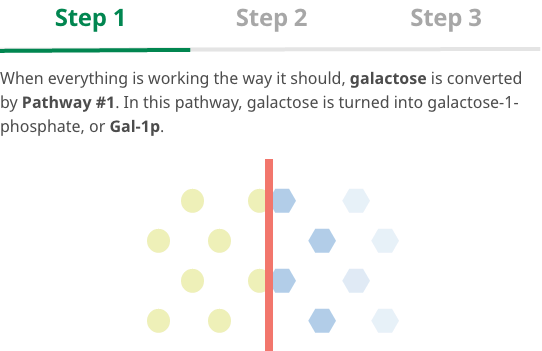 Step 1 Step 2 Step 3
When everything is working the way it should, galactose is converted
by Pathway #1. In this pathway, galactose is turned into galactose-1-
phosphate, or Gal-1p.